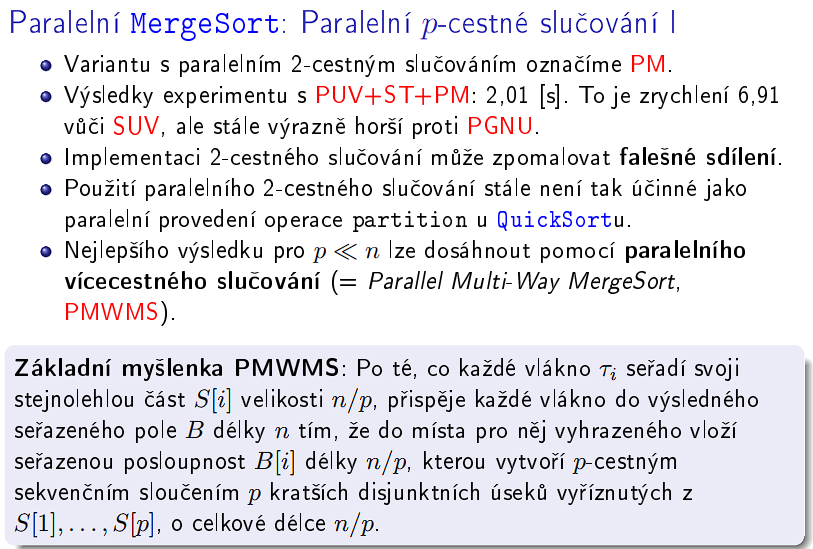 Paralelní MergeSort: Paralelní p-cestné slučování I
• Variantu s paralelním 2-cestným slučováním označíme PM.
• Výsledky experimentu s PUV+ST+PM: 2,01 [s]. To je zrychlení 6,91
vůči SUV, ale stále výrazně horší proti PGNU.
• Implementaci 2-cestného slučování může zpomalovat falešné sdílení.
• Použití paralelního 2-cestného slučování stále není tak účinné jako
paralelní provedení operace partition u QuickSortu.
• Nejlepšího výsledku pro p ≪ n lze dosáhnout pomocí paralelního
vícecestného slučování (= Parallel Multi-Way MergeSort,
PMWMS).
Základní myšlenka PMWMS: Po té, co každé vlákno τᵢ seřadí svoji
stejnolehlou část S[i] velikosti n/p, přispěje každé vlákno do výsledného
seřazeného pole B délky n tím, že do místa pro něj vyhrazeného vloží
seřazenou posloupnost B[i] délky n/p, kterou vytvoří p-cestným
sekvenčním sloučením p kratších disjunktních úseků vyříznutých z
S[1], . . . , S[p], o celkové délce n/p.